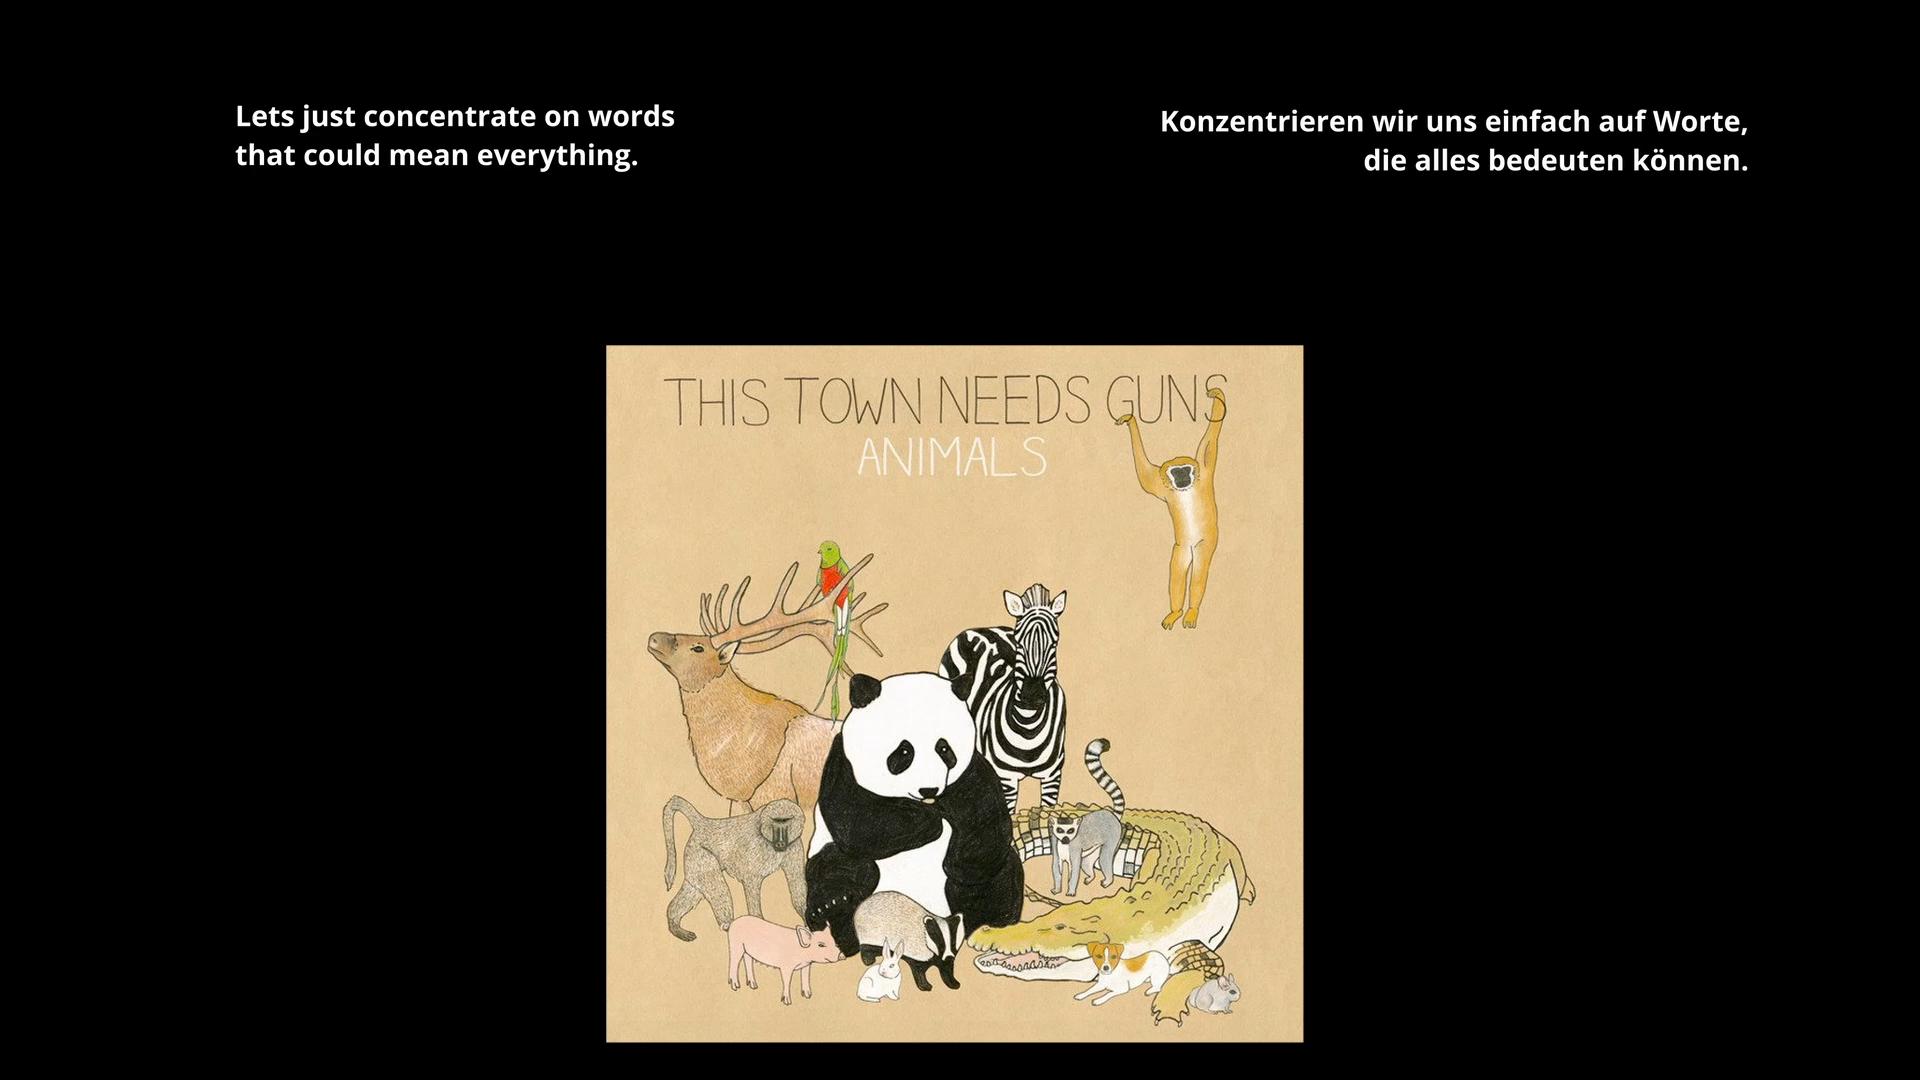 Lets just concentrate on words
that could mean everything.
Konzentrieren wir uns einfach auf Worte,
die alles bedeuten können.
THIS TOWN NEEDS GUNS
ANIMALS